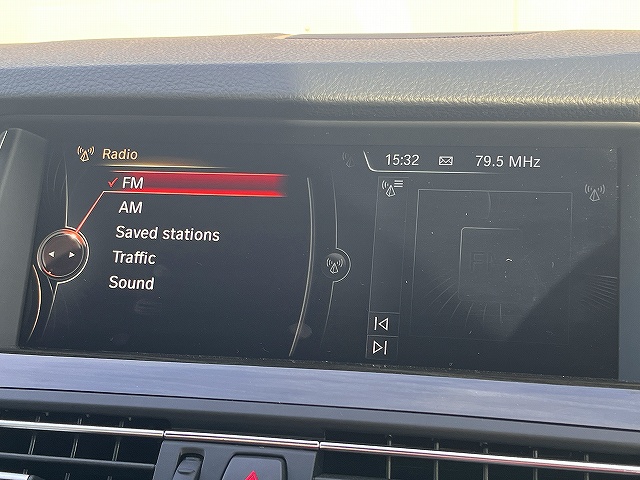 Radio
15:32 79.5 MHz
FM
AM
Saved stations
Traffic
Sound